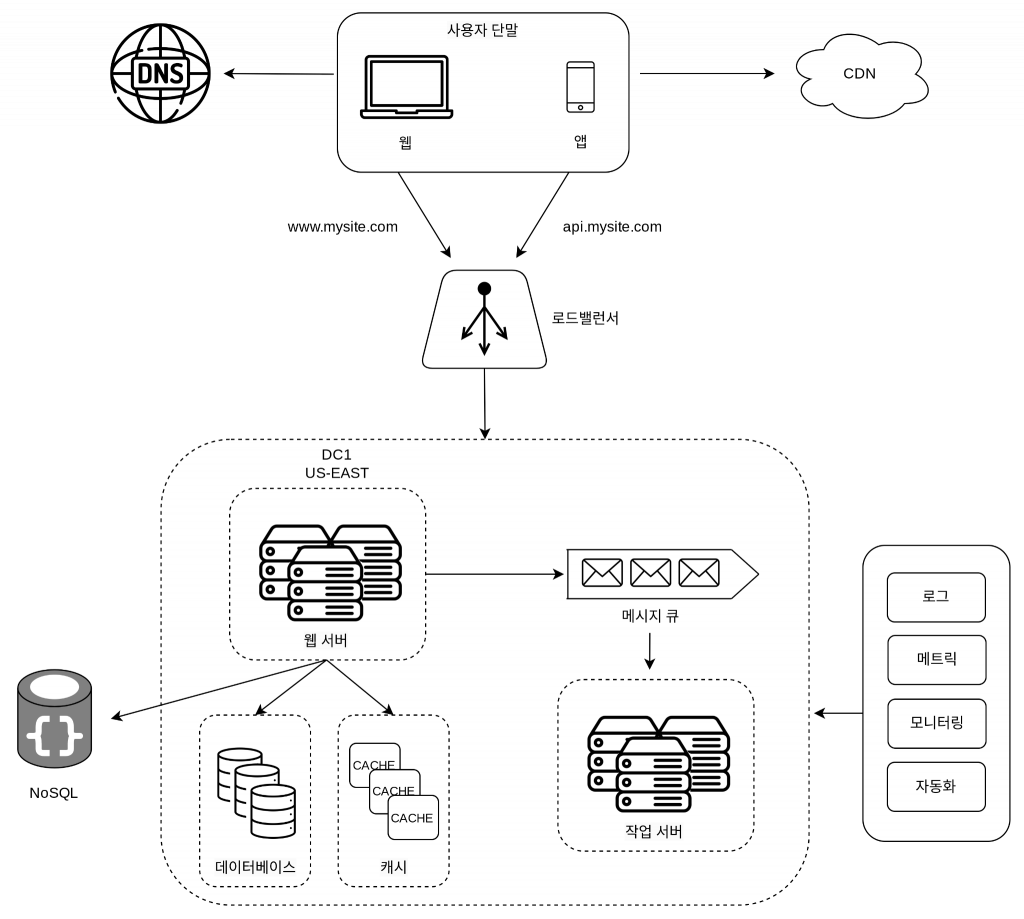 사용자 단말
DNS
CDN
웹
앱
www.mysite.com
api.mysite.com
로드밸런서
DC1
US-EAST
웹 서버
메시지 큐
로그
메트릭
모니터링
자동화
NoSQL
CACHE
CACHE
CACHE
데이터베이스
캐시
작업 서버